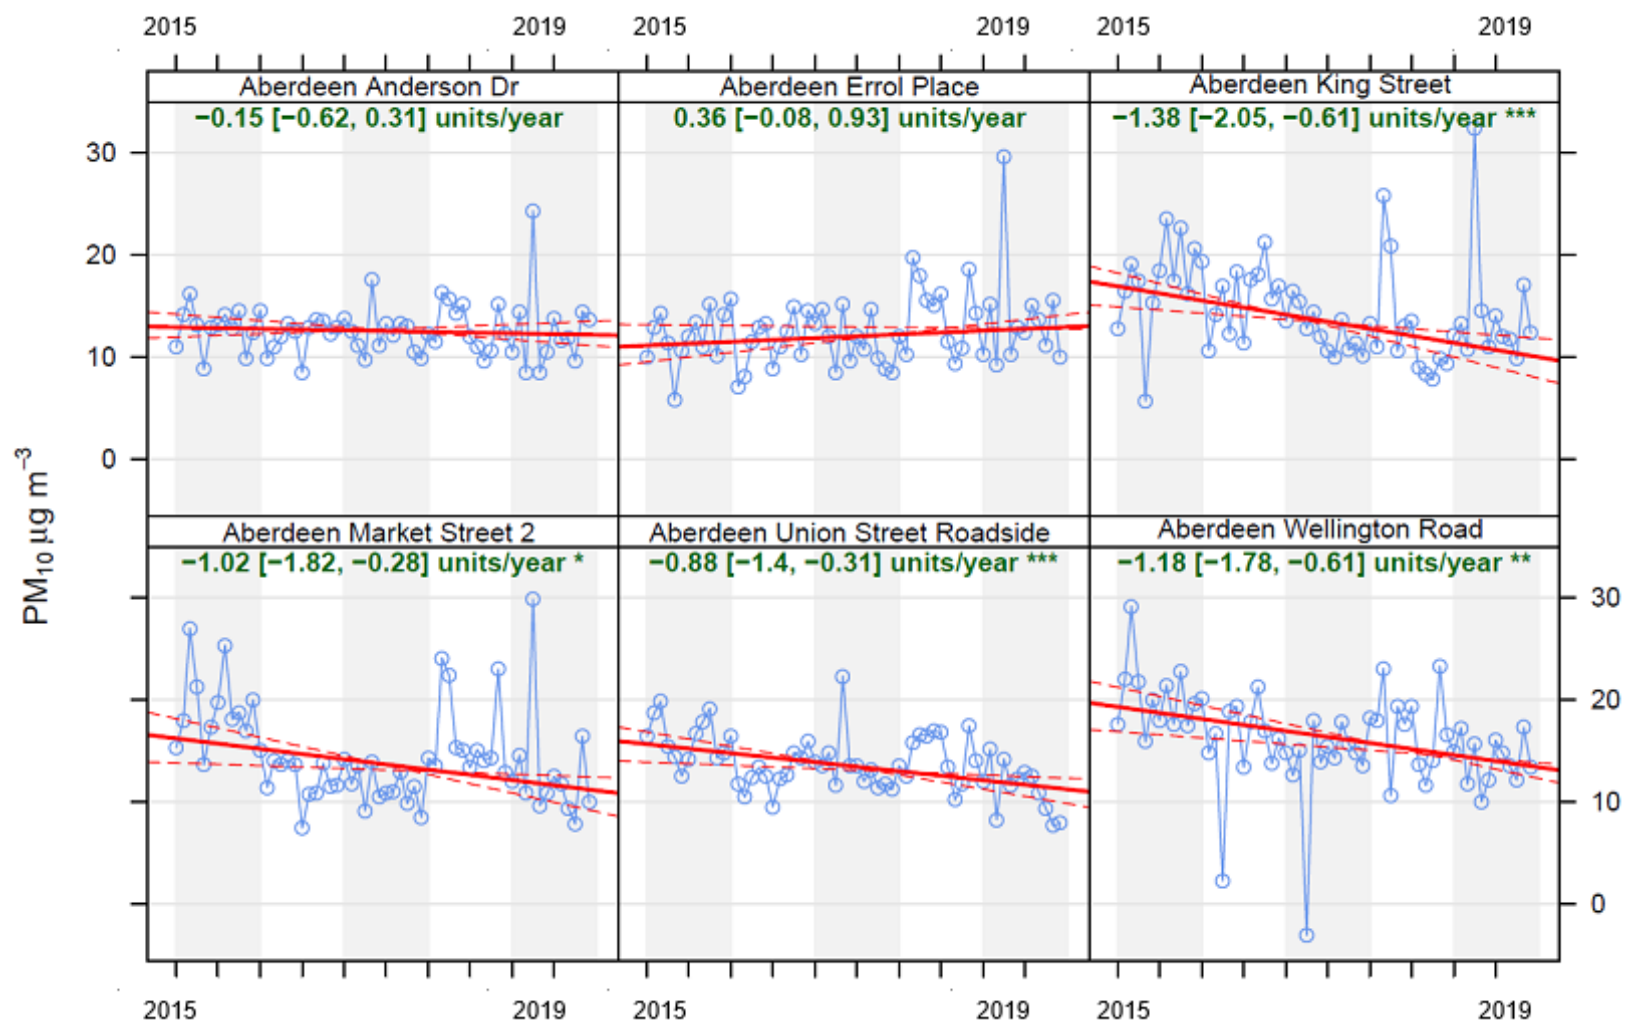 2015 2019 2015 2019 2015 2019
Aberdeen Anderson Dr Aberdeen Errol Place Aberdeen King Street
−0.15 [−0.62, 0.31] units/year 0.36 [−0.08, 0.93] units/year −1.38 [−2.05, −0.61] units/year ***
30
20
10
0
PM₁₀ µg m⁻³
Aberdeen Market Street 2 Aberdeen Union Street Roadside Aberdeen Wellington Road
−1.02 [−1.82, −0.28] units/year * −0.88 [−1.4, −0.31] units/year *** −1.18 [−1.78, −0.61] units/year **
30
20
10
0
2015 2019 2015 2019 2015 2019